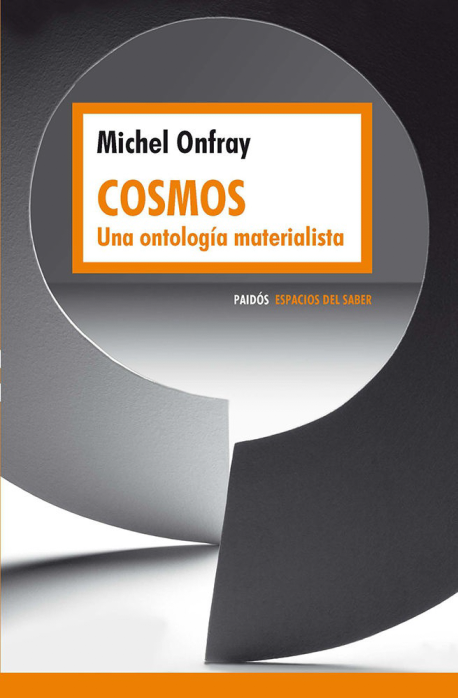 Michel Onfray
COSMOS
Una ontología materialista
PAIDÓS ESPACIOS DEL SABER